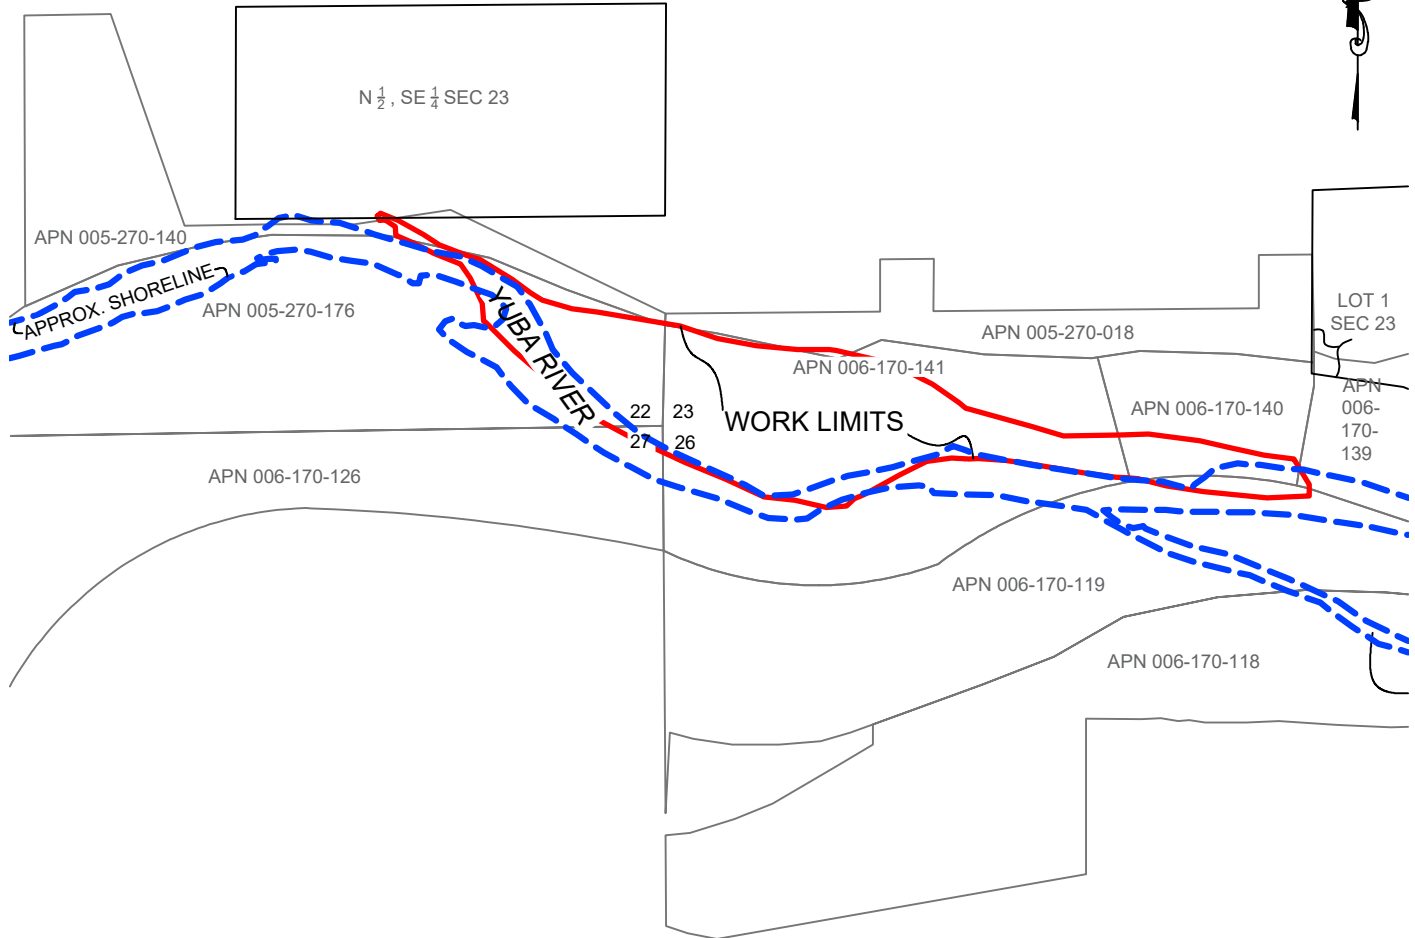 N 1/2 , SE 1/4 SEC 23
APN 005-270-140
APPROX. SHORELINE
APN 005-270-176
YUBA RIVER
LOT 1
SEC 23
APN 005-270-018
APN 006-170-141
APN
006-
170-
139
APN 006-170-140
22 23
27 26
WORK LIMITS
APN 006-170-126
APN 006-170-119
APN 006-170-118